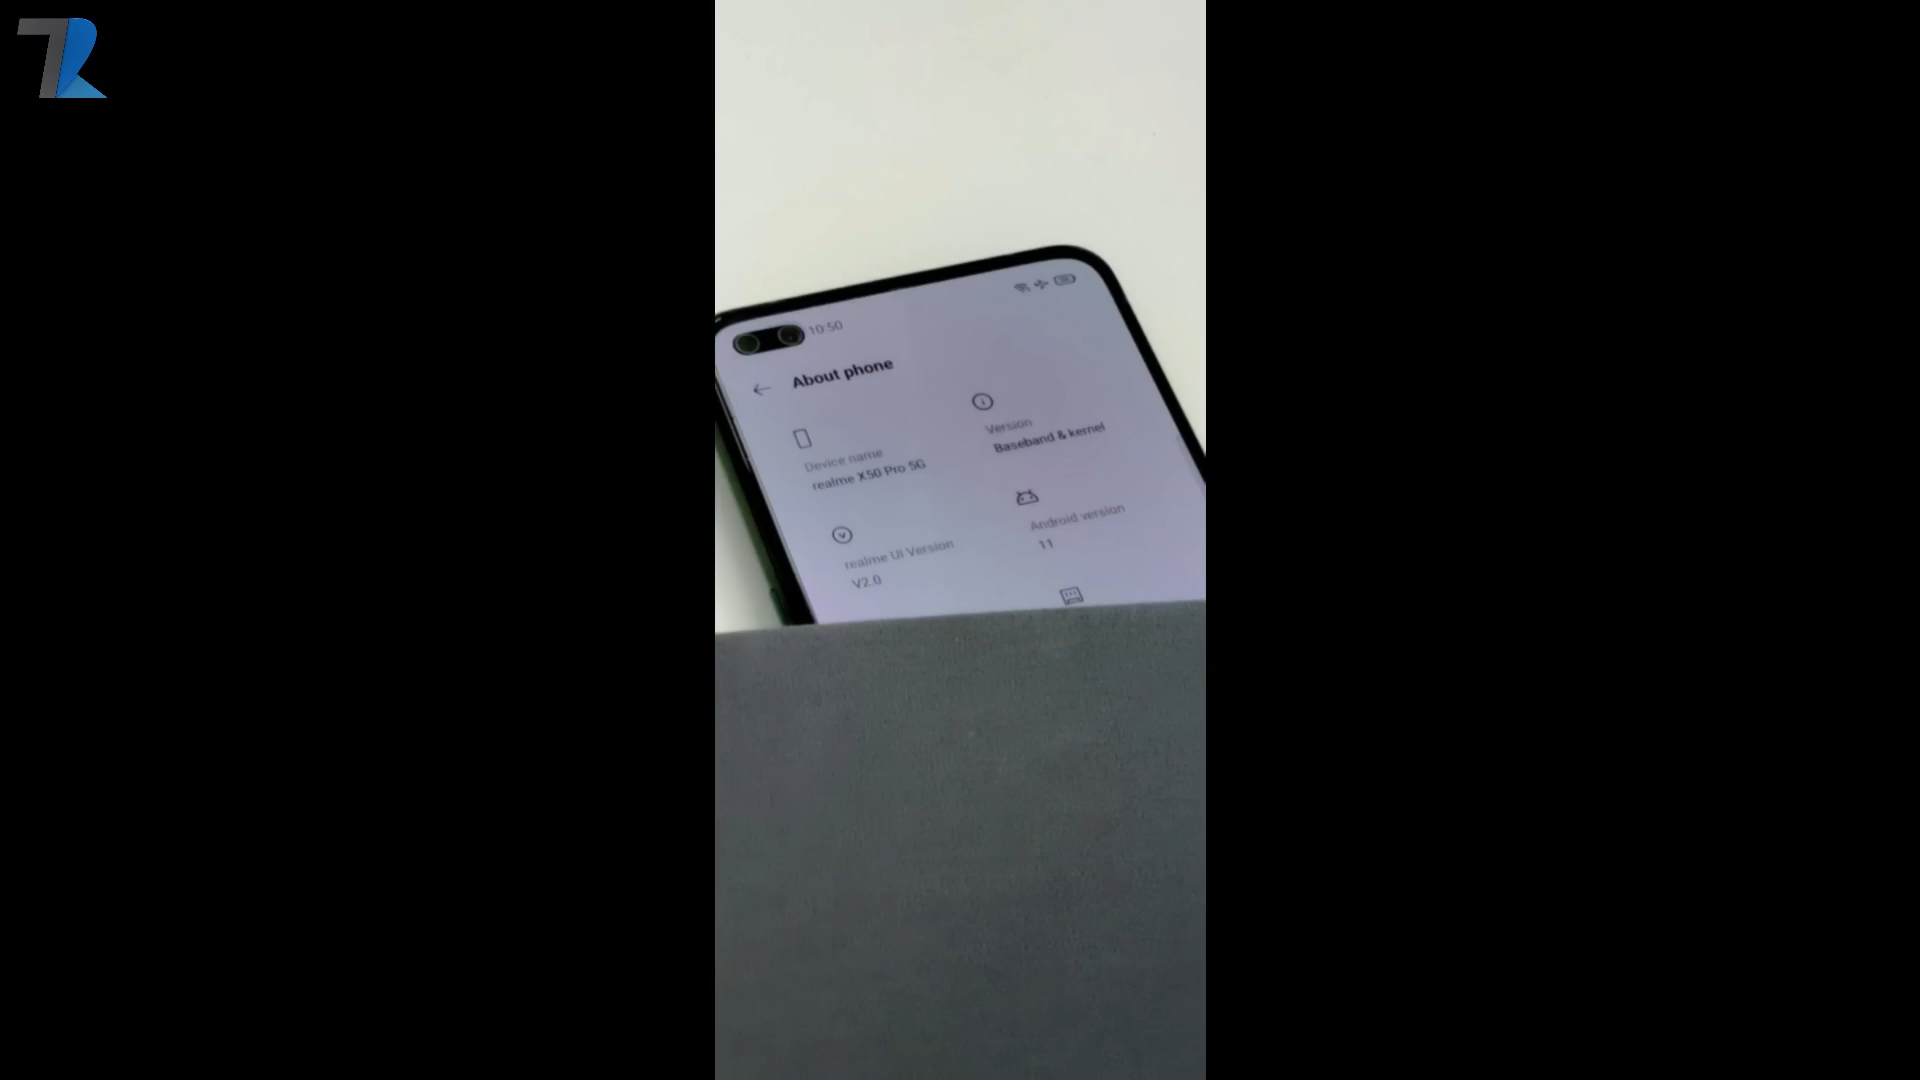 10:50
About phone
Device name
realme X50 Pro 5G
Version
Baseband & kernel
realme UI Version
V2.0
Android version
11